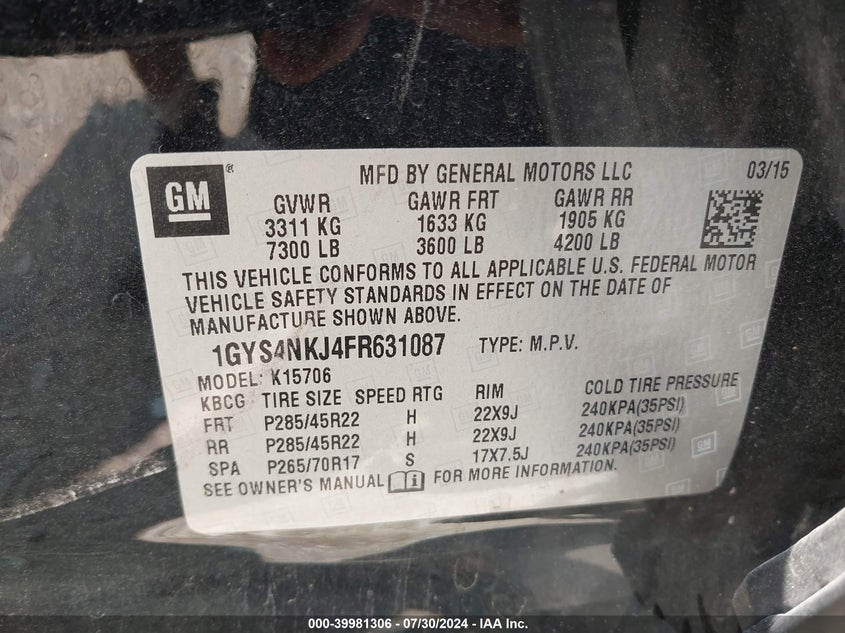 GM ®
MFD BY GENERAL MOTORS LLC 03/15
GVWR GAWR FRT GAWR RR
3311 KG 1633 KG 1905 KG
7300 LB 3600 LB 4200 LB
THIS VEHICLE CONFORMS TO ALL APPLICABLE U.S. FEDERAL MOTOR
VEHICLE SAFETY STANDARDS IN EFFECT ON THE DATE OF
MANUFACTURE SHOWN ABOVE.
1GYS4NKJ4FR631087 TYPE: M.P.V.
MODEL: K15706
KBCG TIRE SIZE SPEED RTG RIM COLD TIRE PRESSURE
FRT P285/45R22 H 22X9J 240KPA(35PSI)
RR P285/45R22 H 22X9J 240KPA(35PSI)
SPA P265/70R17 S 17X7.5J 240KPA(35PSI)
SEE OWNER'S MANUAL FOR MORE INFORMATION.
GM
000-39981306 - 07/30/2024 - IAA Inc.